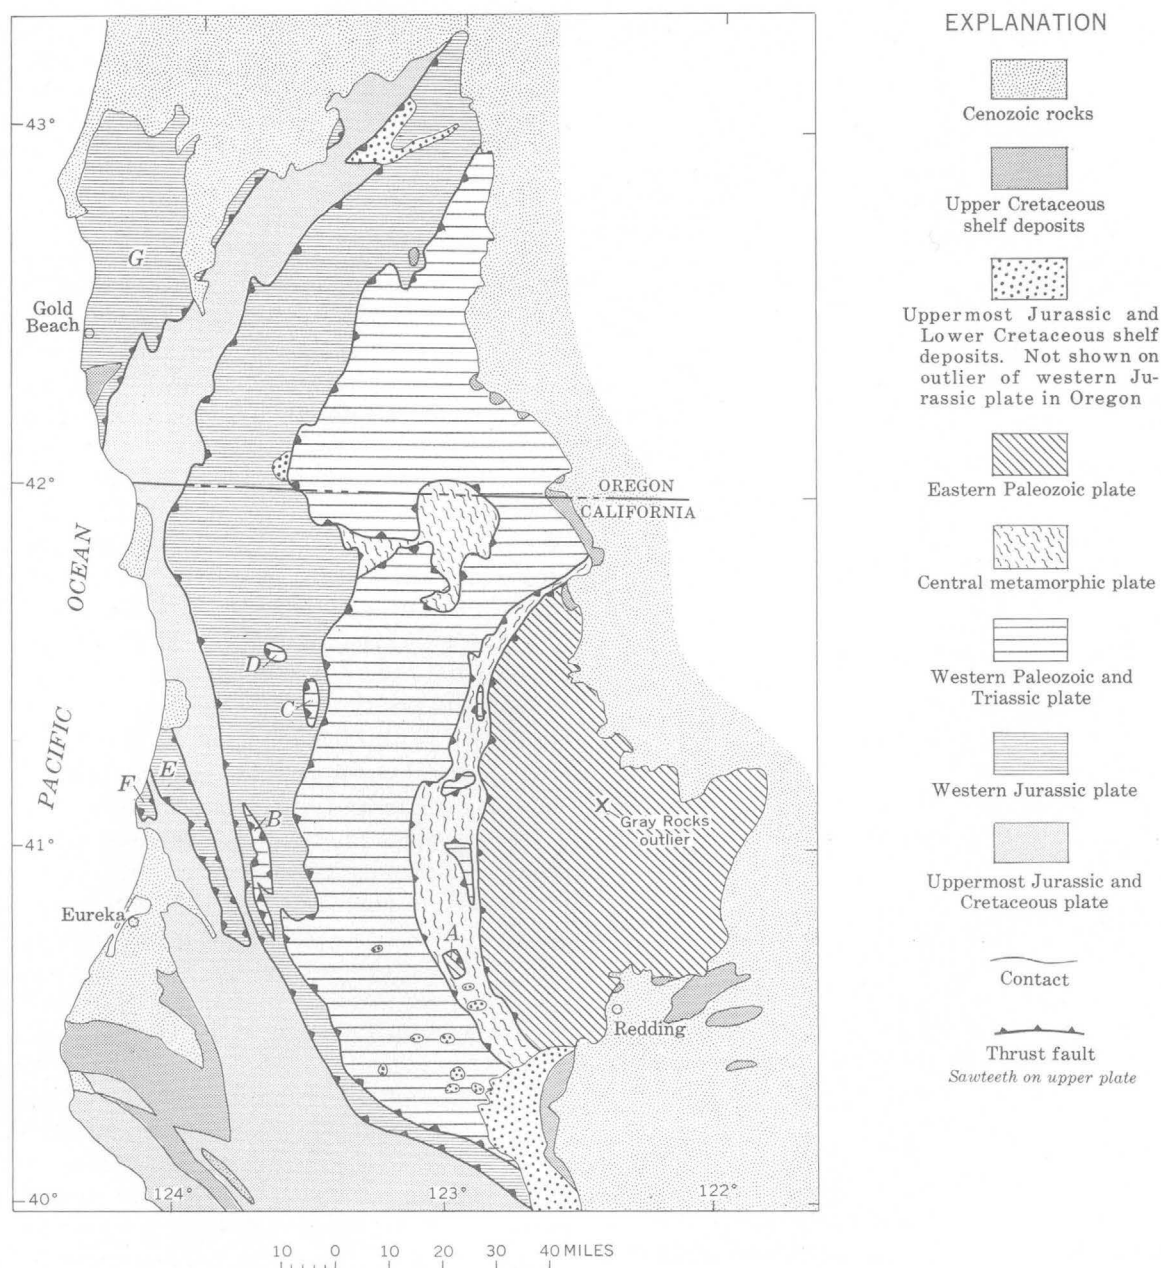 EXPLANATION
Cenozoic rocks
Upper Cretaceous
shelf deposits
Uppermost Jurassic and
Lower Cretaceous shelf
deposits. Not shown on
outlier of western Ju-
rassic plate in Oregon
Eastern Paleozoic plate
Central metamorphic plate
Western Paleozoic and
Triassic plate
Western Jurassic plate
Uppermost Jurassic and
Cretaceous plate
Contact
Thrust fault
Sawteeth on upper plate
43°
G
Gold
Beach
42°
OREGON
CALIFORNIA
PACIFIC OCEAN
D
C
E
F
B
X
Gray Rocks
outlier
41°
Eureka
A
Redding
40°
124°
123°
122°
10 0 10 20 30 40 MILES